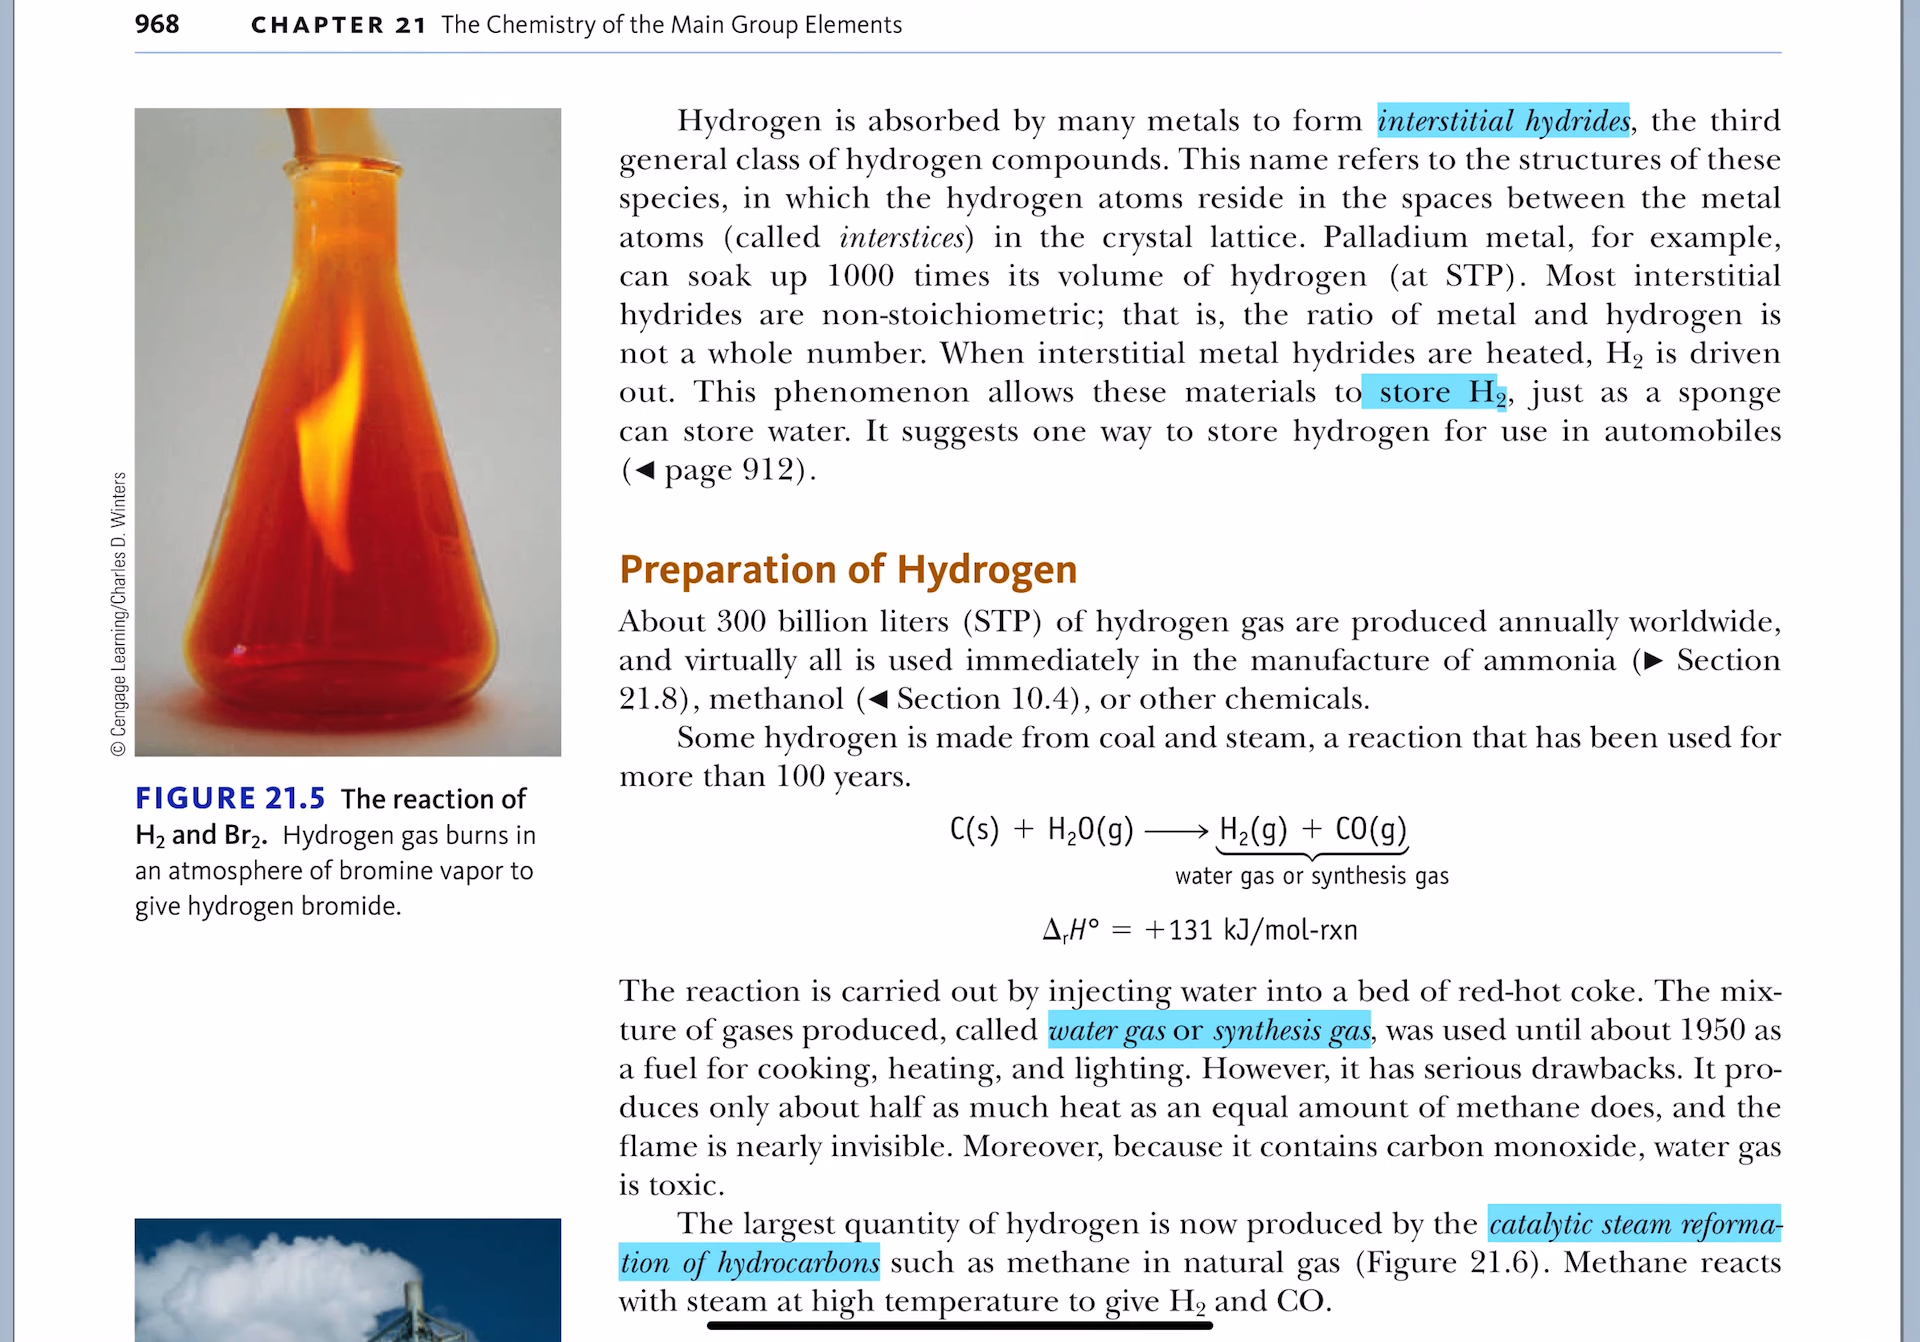 968 CHAPTER 21 The Chemistry of the Main Group Elements
Hydrogen is absorbed by many metals to form interstitial hydrides, the third
general class of hydrogen compounds. This name refers to the structures of these
species, in which the hydrogen atoms reside in the spaces between the metal
atoms (called interstices) in the crystal lattice. Palladium metal, for example,
can soak up 1000 times its volume of hydrogen (at STP). Most interstitial
hydrides are non-stoichiometric; that is, the ratio of metal and hydrogen is
not a whole number. When interstitial metal hydrides are heated, H₂ is driven
out. This phenomenon allows these materials to store H₂, just as a sponge
can store water. It suggests one way to store hydrogen for use in automobiles
(◄ page 912).
© Cengage Learning/Charles D. Winters
FIGURE 21.5 The reaction of
H₂ and Br₂. Hydrogen gas burns in
an atmosphere of bromine vapor to
give hydrogen bromide.
Preparation of Hydrogen
About 300 billion liters (STP) of hydrogen gas are produced annually worldwide,
and virtually all is used immediately in the manufacture of ammonia (► Section
21.8), methanol (◄ Section 10.4), or other chemicals.
Some hydrogen is made from coal and steam, a reaction that has been used for
more than 100 years.
C(s) + H₂O(g) ⟶ H₂(g) + CO(g)
water gas or synthesis gas
ΔᵣH° = +131 kJ/mol-rxn
The reaction is carried out by injecting water into a bed of red-hot coke. The mix-
ture of gases produced, called water gas or synthesis gas, was used until about 1950 as
a fuel for cooking, heating, and lighting. However, it has serious drawbacks. It pro-
duces only about half as much heat as an equal amount of methane does, and the
flame is nearly invisible. Moreover, because it contains carbon monoxide, water gas
is toxic.
The largest quantity of hydrogen is now produced by the catalytic steam reforma-
tion of hydrocarbons such as methane in natural gas (Figure 21.6). Methane reacts
with steam at high temperature to give H₂ and CO.